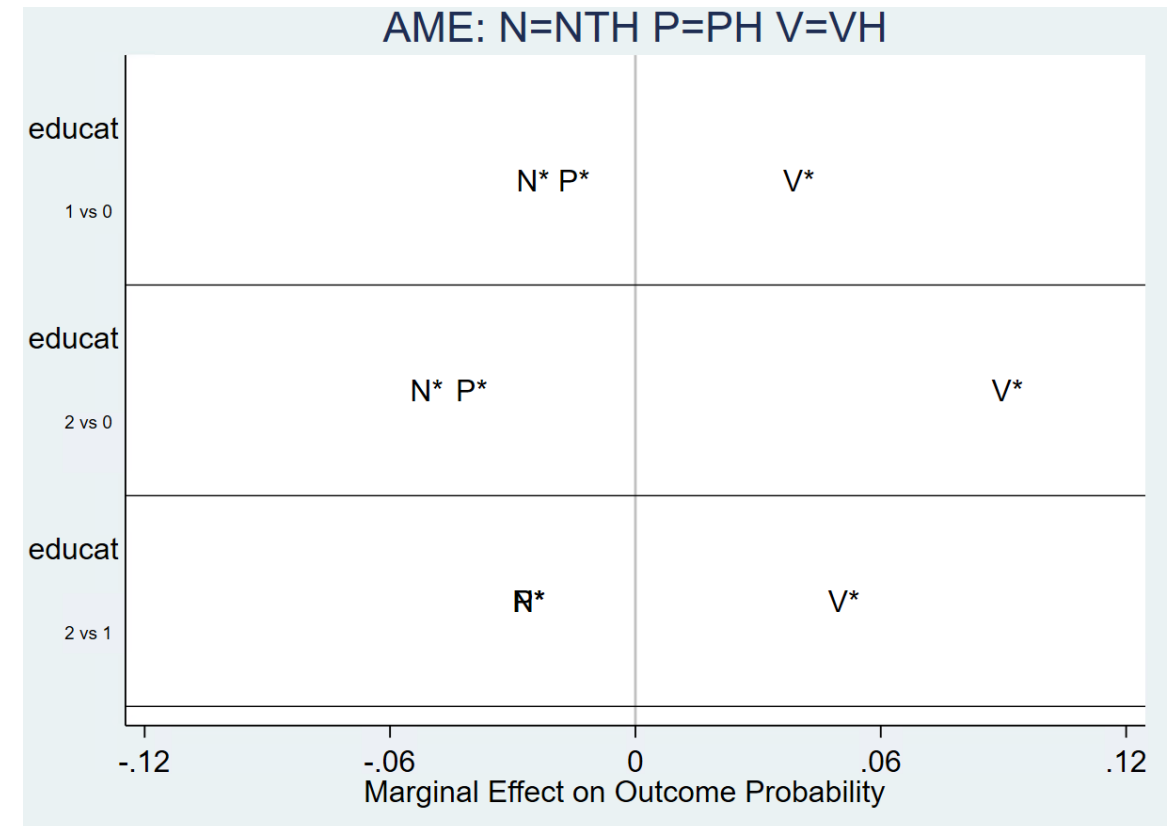 AME: N=NTH P=PH V=VH
educat
N* P* V*
1 vs 0
educat
N* P* V*
2 vs 0
educat
N* P* V*
2 vs 1
-.12 -.06 0 .06 .12
Marginal Effect on Outcome Probability